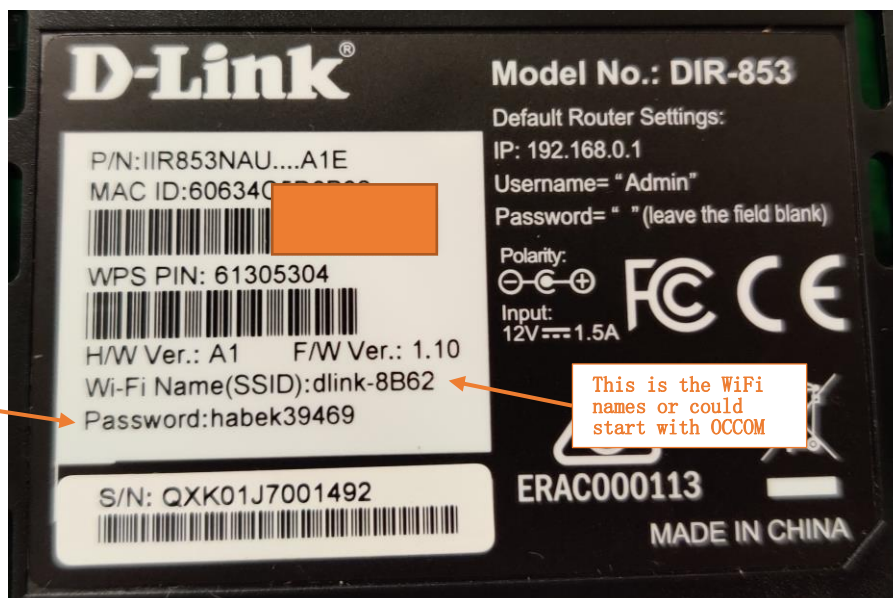 D-Link®
P/N:IIR853NAU....A1E
MAC ID:60634
WPS PIN: 61305304
H/W Ver.: A1 F/W Ver.: 1.10
Wi-Fi Name(SSID):dlink-8B62
Password:habek39469
S/N: QXK01J7001492
Model No.: DIR-853
Default Router Settings:
IP: 192.168.0.1
Username= “Admin”
Password= “ ” (leave the field blank)
Polarity:
Input:
12V 1.5A
FC CE
This is the WiFi
names or could
start with OCCOM
ERAC000113
MADE IN CHINA